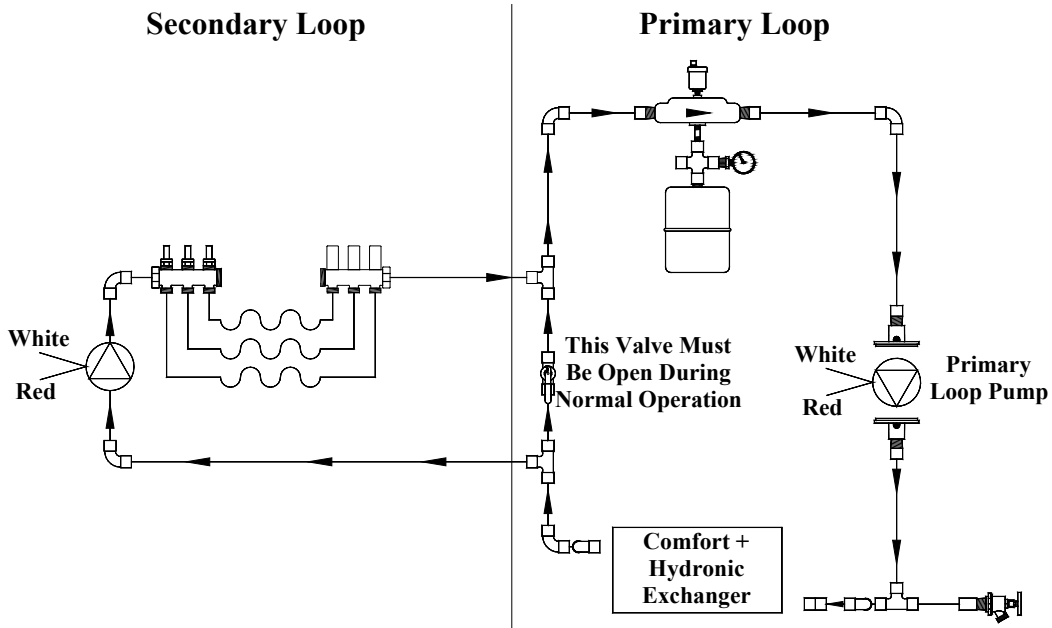 Secondary Loop
Primary Loop
White
Red
This Valve Must
Be Open During
Normal Operation
White
Red
Primary
Loop Pump
Comfort +
Hydronic
Exchanger